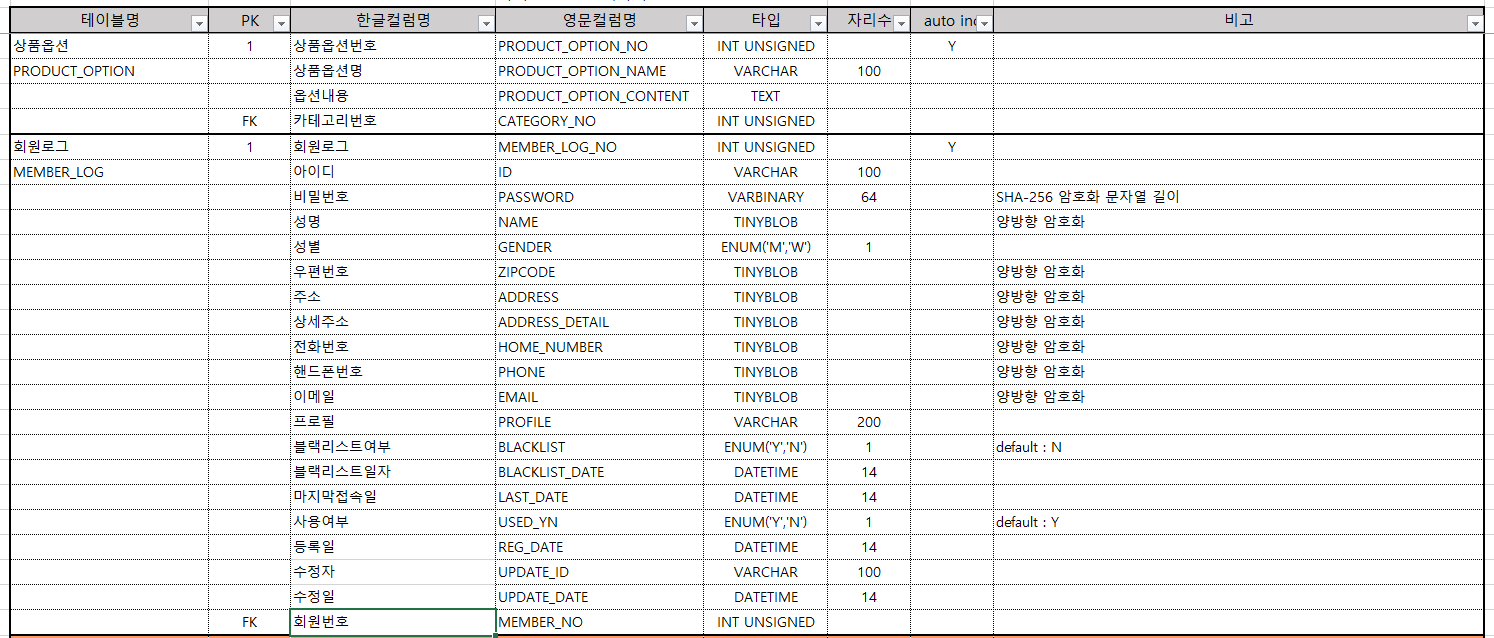 테이블명 PK 한글컬럼명 영문컬럼명 타입 자리수 auto inc 비고
상품옵션 1 상품옵션번호 PRODUCT_OPTION_NO INT UNSIGNED Y
PRODUCT_OPTION 상품옵션명 PRODUCT_OPTION_NAME VARCHAR 100
옵션내용 PRODUCT_OPTION_CONTENT TEXT
FK 카테고리번호 CATEGORY_NO INT UNSIGNED
회원로그 1 회원로그 MEMBER_LOG_NO INT UNSIGNED Y
MEMBER_LOG 아이디 ID VARCHAR 100
비밀번호 PASSWORD VARBINARY 64 SHA-256 암호화 문자열 길이
성명 NAME TINYBLOB 양방향 암호화
성별 GENDER ENUM('M','W') 1
우편번호 ZIPCODE TINYBLOB 양방향 암호화
주소 ADDRESS TINYBLOB 양방향 암호화
상세주소 ADDRESS_DETAIL TINYBLOB 양방향 암호화
전화번호 HOME_NUMBER TINYBLOB 양방향 암호화
핸드폰번호 PHONE TINYBLOB 양방향 암호화
이메일 EMAIL TINYBLOB 양방향 암호화
프로필 PROFILE VARCHAR 200
블랙리스트여부 BLACKLIST ENUM('Y','N') 1 default : N
블랙리스트일자 BLACKLIST_DATE DATETIME 14
마지막접속일 LAST_DATE DATETIME 14
사용여부 USED_YN ENUM('Y','N') 1 default : Y
등록일 REG_DATE DATETIME 14
수정자 UPDATE_ID VARCHAR 100
수정일 UPDATE_DATE DATETIME 14
FK 회원번호 MEMBER_NO INT UNSIGNED